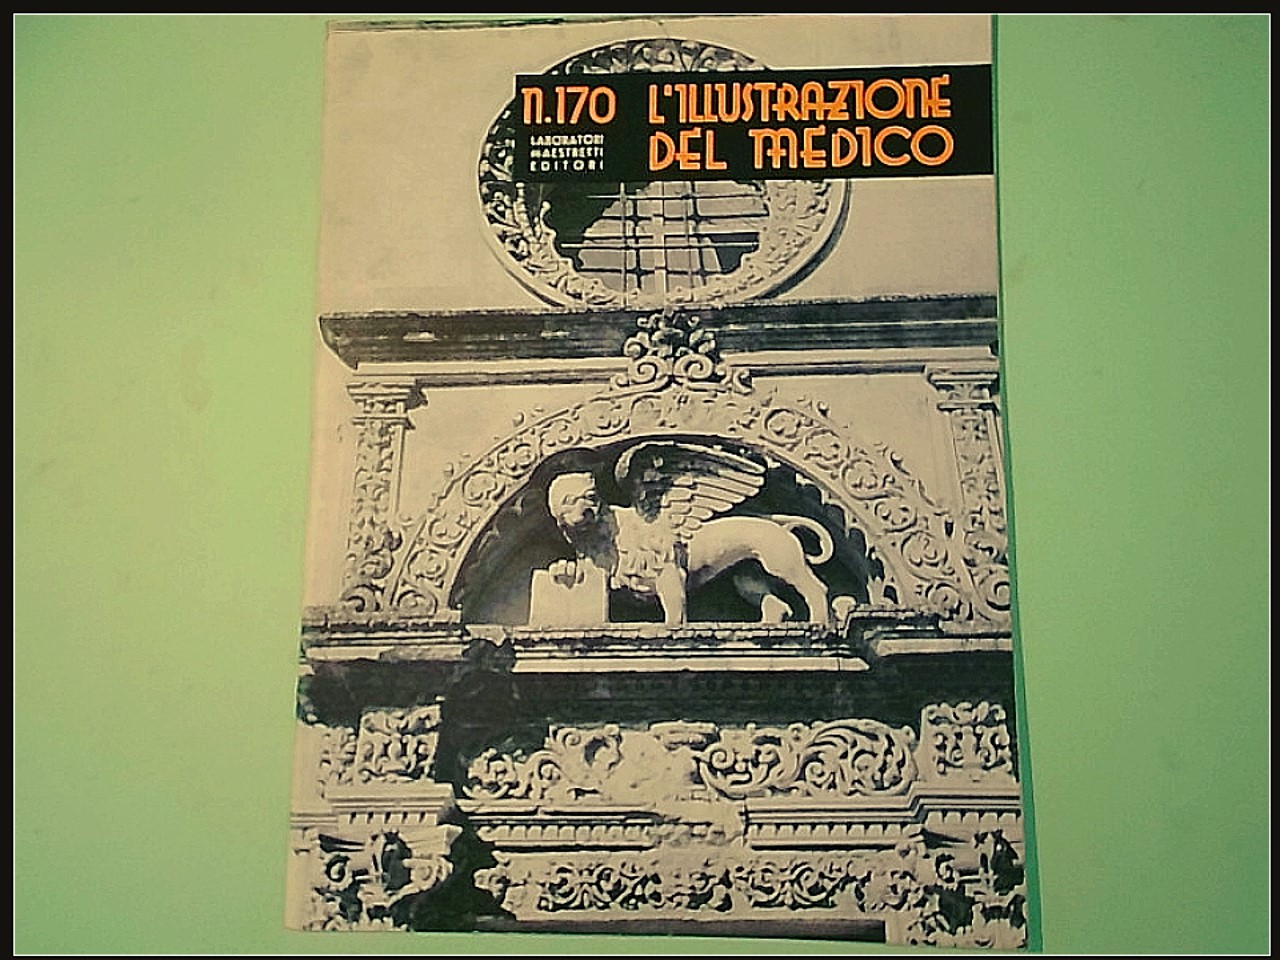 N.170
LABORATORI
MAESTRETTI
EDITORI
L'ILLUSTRAZIONE
DEL MEDICO